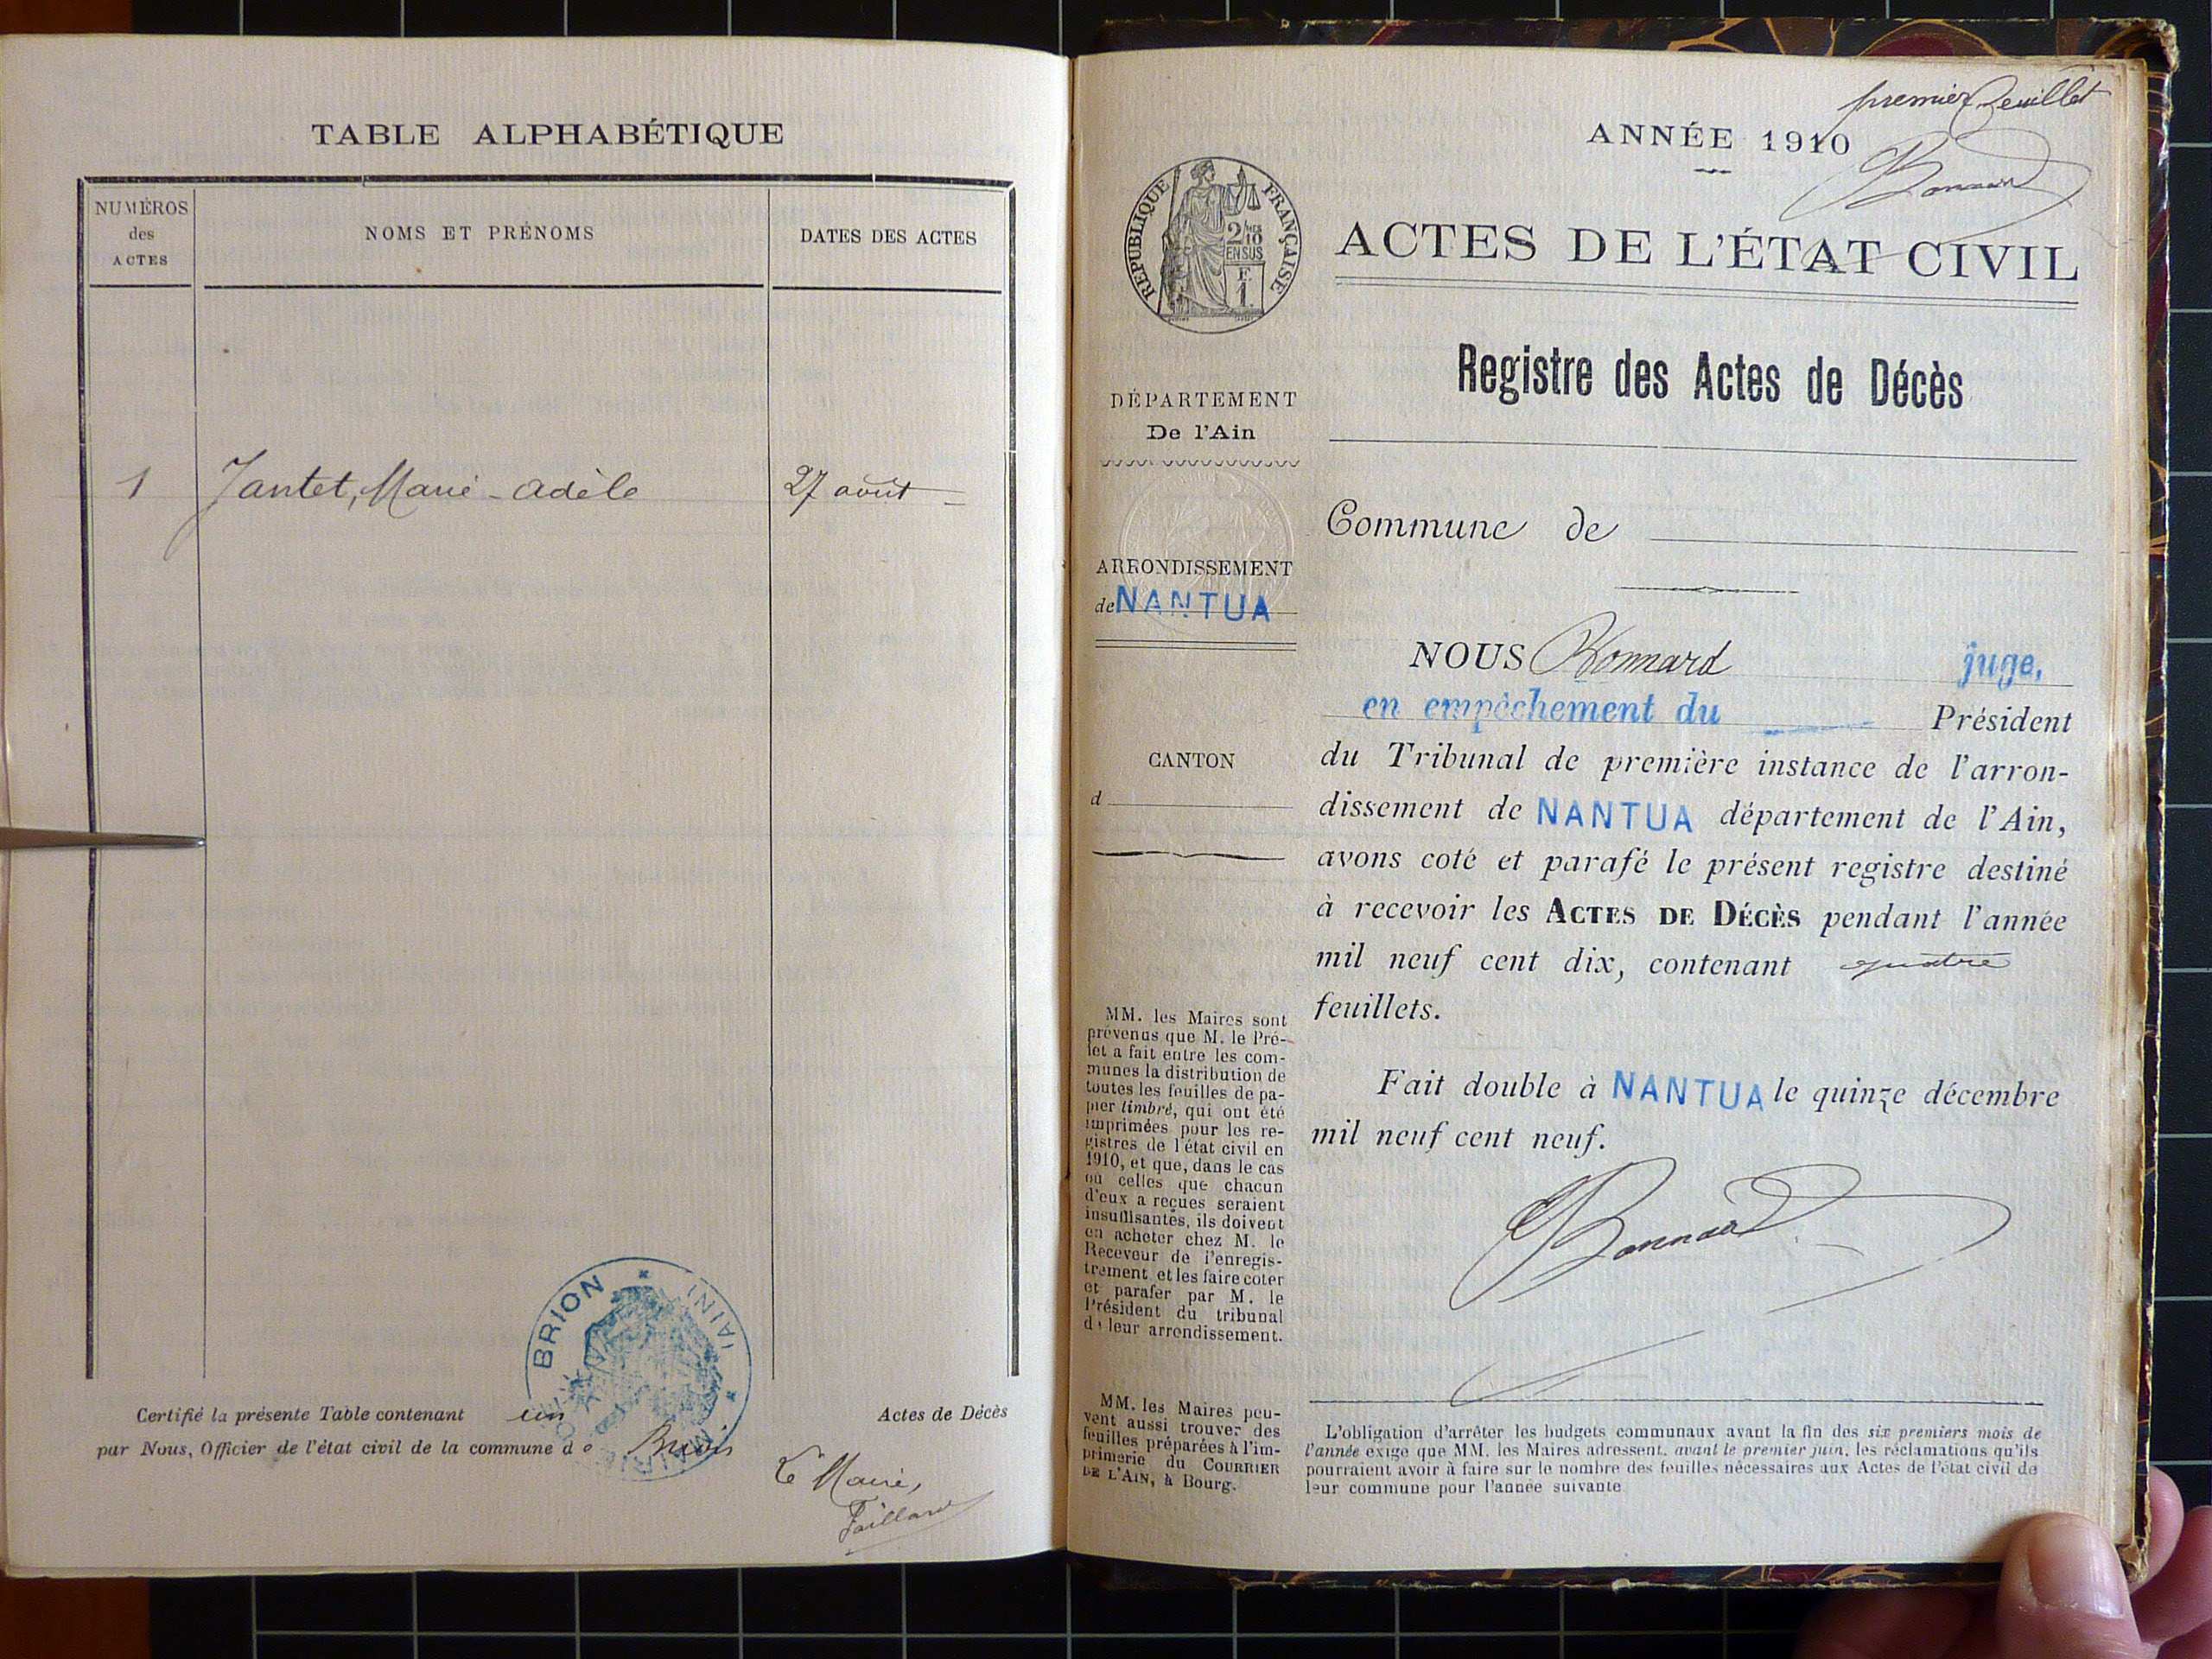 TABLE ALPHABÉTIQUE
NUMÉROS
des
ACTES
NOMS ET PRÉNOMS
DATES DES ACTES
1
Jantet, Marie-Adèle
27 août
BRION
(AIN)
MAIRIE
Certifié la présente Table contenant un Actes de Décès
par Nous, Officier de l'état civil de la commune de Brion
Le Maire,
premier feuillet
Bonnard
ANNÉE 1910
RÉPUBLIQUE FRANÇAISE
2/10
EN SUS
F
1
ACTES DE L'ÉTAT CIVIL
Registre des Actes de Décès
DÉPARTEMENT
De l'Ain
ARRONDISSEMENT
de NANTUA
CANTON
d
MM. les Maires sont
prévenus que M. le Pré-
fet a fait entre les com-
munes la distribution de
toutes les feuilles de pa-
pier timbré, qui ont été
imprimées pour les re-
gistres de l'état civil en
1910, et que, dans le cas
où celles que chacun
d'eux a reçues seraient
insuffisantes, ils doivent
en acheter chez M. le
Receveur de l'enregis-
trement et les faire coter
et parafer par M. le
Président du tribunal
de leur arrondissement.
MM. les Maires peu-
vent aussi trouver des
feuilles préparées à l'im-
primerie du COURRIER
DE L'AIN, à Bourg.
Commune de
NOUS Bonnard juge,
en empêchement du Président
du Tribunal de première instance de l'arron-
dissement de NANTUA département de l'Ain,
avons coté et parafé le présent registre destiné
à recevoir les ACTES DE DÉCÈS pendant l'année
mil neuf cent dix, contenant quatre
feuillets.
Fait double à NANTUA le quinze décembre
mil neuf cent neuf.
Bonnard
L'obligation d'arrêter les budgets communaux avant la fin des six premiers mois de
l'année exige que MM. les Maires adressent, avant le premier juin, les réclamations qu'ils
pourraient avoir à faire sur le nombre des feuilles nécessaires aux Actes de l'état civil de
leur commune pour l'année suivante